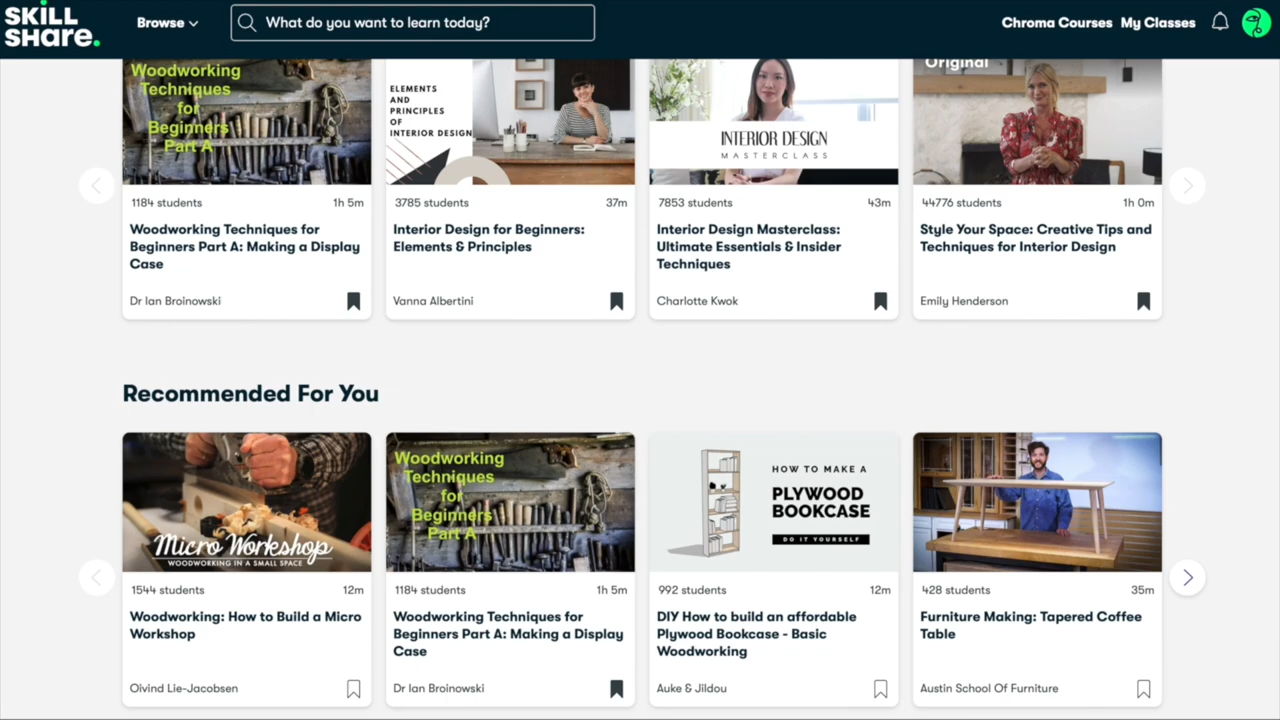 SKILL
SHare.
Browse
What do you want to learn today?
Chroma Courses
My Classes
Woodworking
Techniques
for
Beginners
Part A
ELEMENTS
AND
PRINCIPLES
OF
INTERIOR DESIGN
INTERIOR DESIGN
MASTERCLASS
Original
1184 students
1h 5m
3785 students
37m
7853 students
43m
44776 students
1h 0m
Woodworking Techniques for
Beginners Part A: Making a Display
Case
Interior Design for Beginners:
Elements & Principles
Interior Design Masterclass:
Ultimate Essentials & Insider
Techniques
Style Your Space: Creative Tips and
Techniques for Interior Design
Dr Ian Broinowski
Vanna Albertini
Charlotte Kwok
Emily Henderson
Recommended For You
Micro Workshop
WOODWORKING IN A SMALL SPACE
Woodworking
Techniques
for
Beginners
Part A
HOW TO MAKE A
PLYWOOD
BOOKCASE
DO IT YOURSELF
1544 students
12m
1184 students
1h 5m
992 students
12m
428 students
35m
Woodworking: How to Build a Micro
Workshop
Woodworking Techniques for
Beginners Part A: Making a Display
Case
DIY How to build an affordable
Plywood Bookcase - Basic
Woodworking
Furniture Making: Tapered Coffee
Table
Oivind Lie-Jacobsen
Dr Ian Broinowski
Auke & Jildou
Austin School Of Furniture